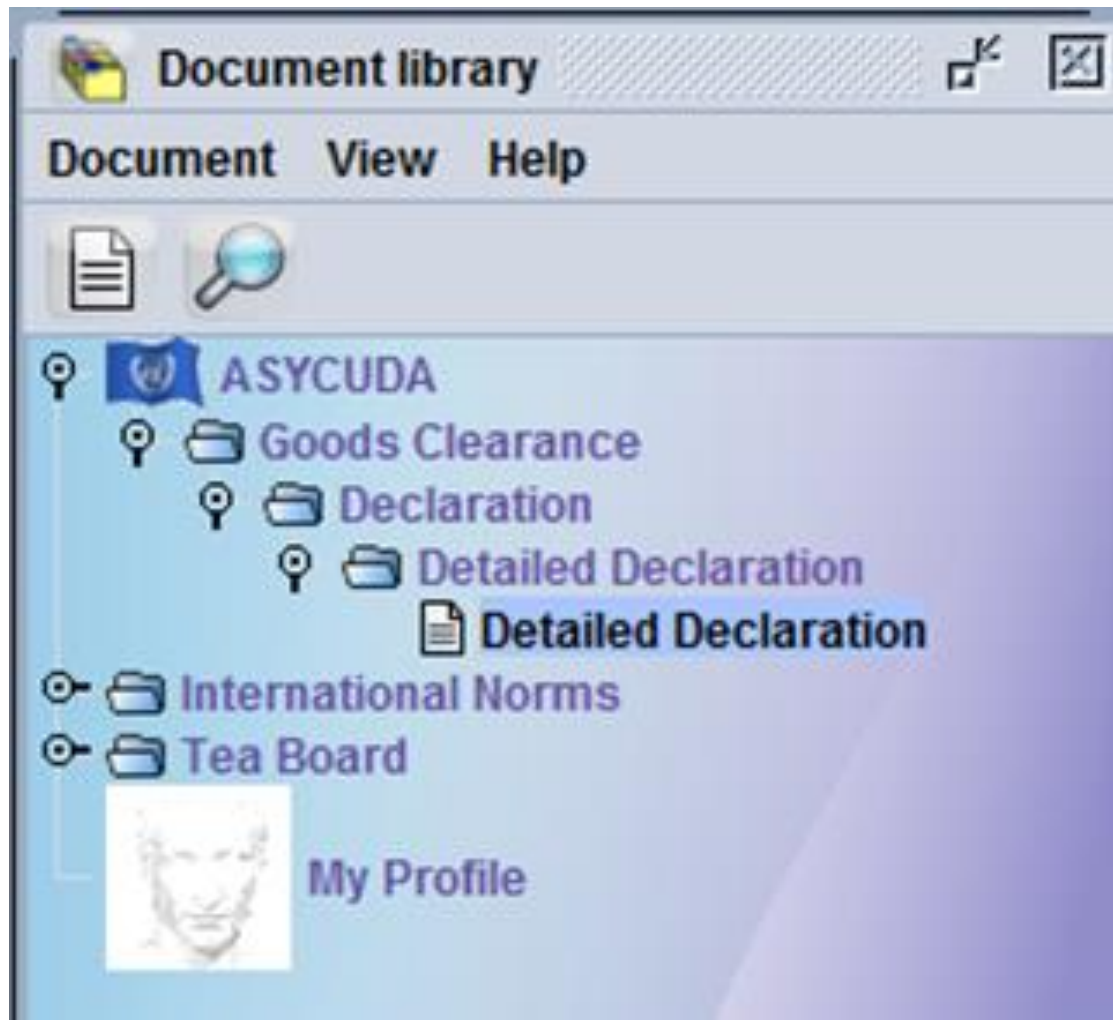 Document library
Document View Help
ASYCUDA
Goods Clearance
Declaration
Detailed Declaration
Detailed Declaration
International Norms
Tea Board
My Profile